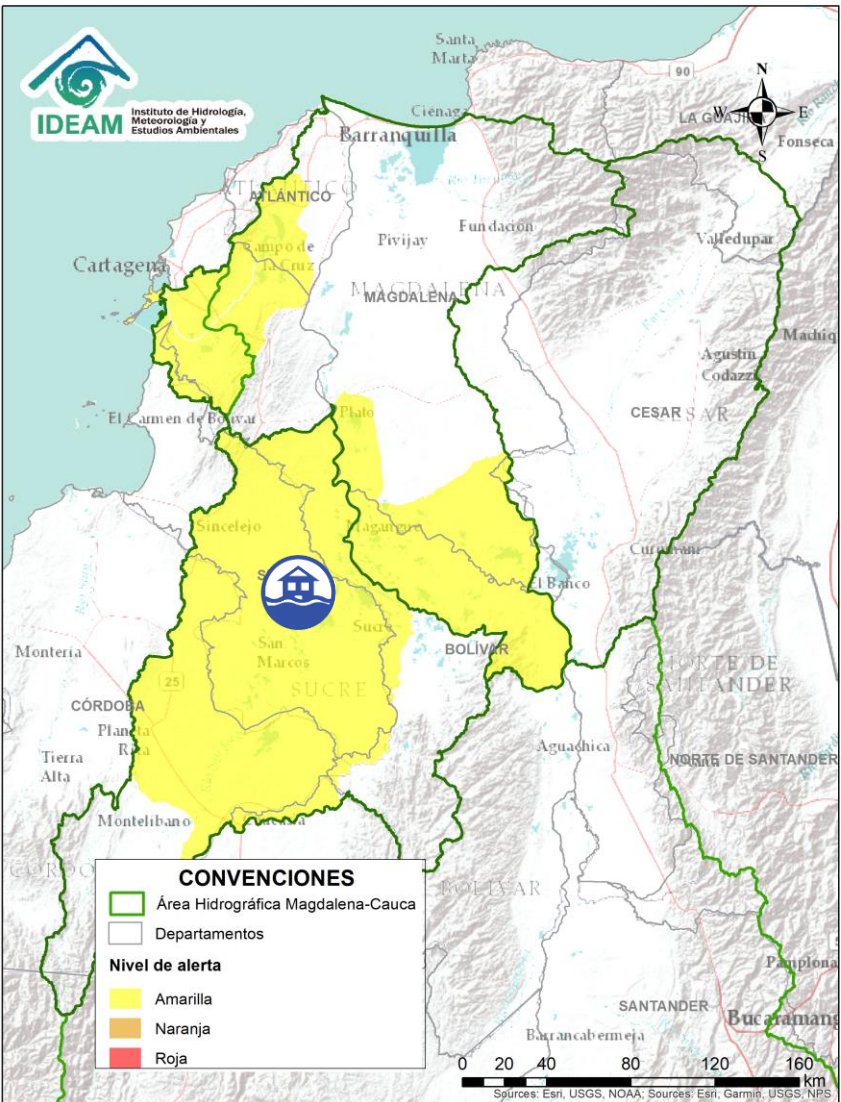 IDEAM
Instituto de Hidrología,
Meteorología y
Estudios Ambientales
Santa
Marta
90
N
W
E
S
Ciénaga
LA GUAJI
Barranquilla
Fonseca
ATLÁNTICO
Fundación
Pivijay
Valledupar
Campo de
la Cruz
Cartagena
MAGDALENA
MAGDALENA
Agustín
Codazzi
CESAR
CESAR
El Carmen de Bolívar
Plato
Sincelejo
Magangué
Curumaní
El Banco
Sucre
Montería
San
Marcos
BOLÍVAR
SUCRE
25
NORTE DE
SANTANDER
CÓRDOBA
Planeta
Rica
Tierra
Alta
Aguachica
NORTE DE SANTANDER
Montelibano
BOLIVAR
CONVENCIONES
Área Hidrográfica Magdalena-Cauca
Departamentos
Nivel de alerta
Amarilla
Naranja
Roja
Pamplona
SANTANDER
Bucaramang
Barrancabermeja
0 20 40 80 120 160
km
Sources: Esri, USGS, NOAA; Sources: Esri, Garmin, USGS, NPS